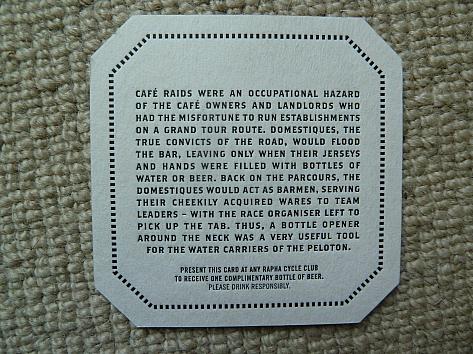 CAFÉ RAIDS WERE AN OCCUPATIONAL HAZARD
OF THE CAFÉ OWNERS AND LANDLORDS WHO
HAD THE MISFORTUNE TO RUN ESTABLISHMENTS
ON A GRAND TOUR ROUTE. DOMESTIQUES, THE
TRUE CONVICTS OF THE ROAD, WOULD FLOOD
THE BAR, LEAVING ONLY WHEN THEIR JERSEYS
AND HANDS WERE FILLED WITH BOTTLES OF
WATER OR BEER. BACK ON THE PARCOURS, THE
DOMESTIQUES WOULD ACT AS BARMEN, SERVING
THEIR CHEEKILY ACQUIRED WARES TO TEAM
LEADERS – WITH THE RACE ORGANISER LEFT TO
PICK UP THE TAB. THUS, A BOTTLE OPENER
AROUND THE NECK WAS A VERY USEFUL TOOL
FOR THE WATER CARRIERS OF THE PELOTON.
PRESENT THIS CARD AT ANY RAPHA CYCLE CLUB
TO RECEIVE ONE COMPLIMENTARY BOTTLE OF BEER.
PLEASE DRINK RESPONSIBLY.